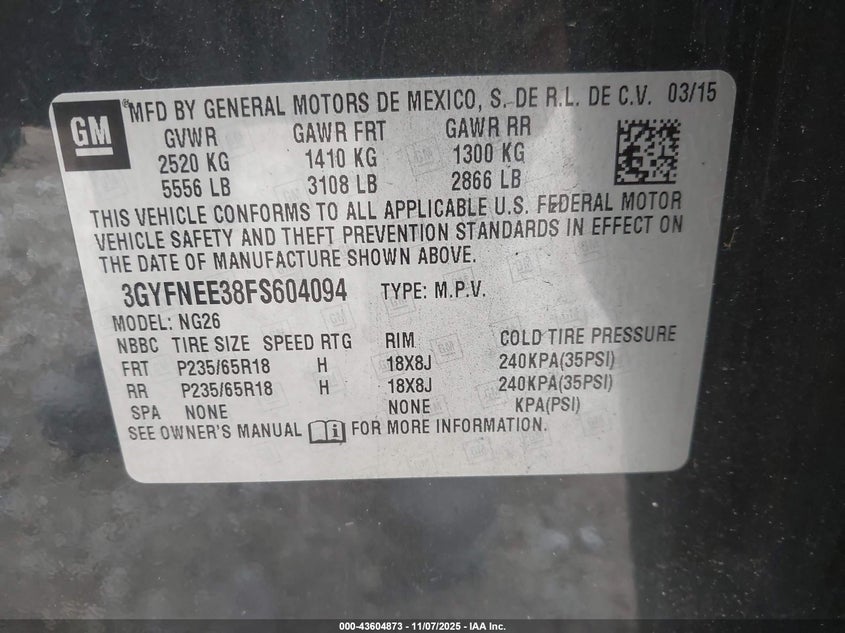 GM
®MFD BY GENERAL MOTORS DE MEXICO, S. DE R.L. DE C.V. 03/15
GVWR GAWR FRT GAWR RR
2520 KG 1410 KG 1300 KG
5556 LB 3108 LB 2866 LB
THIS VEHICLE CONFORMS TO ALL APPLICABLE U.S. FEDERAL MOTOR
VEHICLE SAFETY AND THEFT PREVENTION STANDARDS IN EFFECT ON
THE DATE OF MANUFACTURE SHOWN ABOVE.
3GYFNEE38FS604094 TYPE: M.P.V.
MODEL: NG26
NBBC TIRE SIZE SPEED RTG RIM COLD TIRE PRESSURE
FRT P235/65R18 H 18X8J 240KPA(35PSI)
RR P235/65R18 H 18X8J 240KPA(35PSI)
SPA NONE NONE KPA(PSI)
SEE OWNER'S MANUAL i FOR MORE INFORMATION.
000-43604873 - 11/07/2025 - IAA Inc.